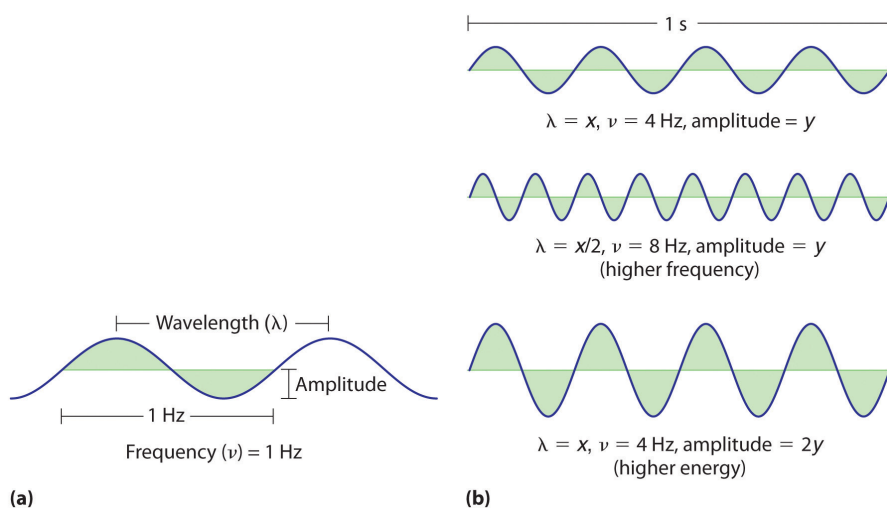 Wavelength (λ)
Amplitude
1 Hz
Frequency (ν) = 1 Hz
(a)
1 s
λ = x, ν = 4 Hz, amplitude = y
λ = x/2, ν = 8 Hz, amplitude = y
(higher frequency)
λ = x, ν = 4 Hz, amplitude = 2y
(higher energy)
(b)